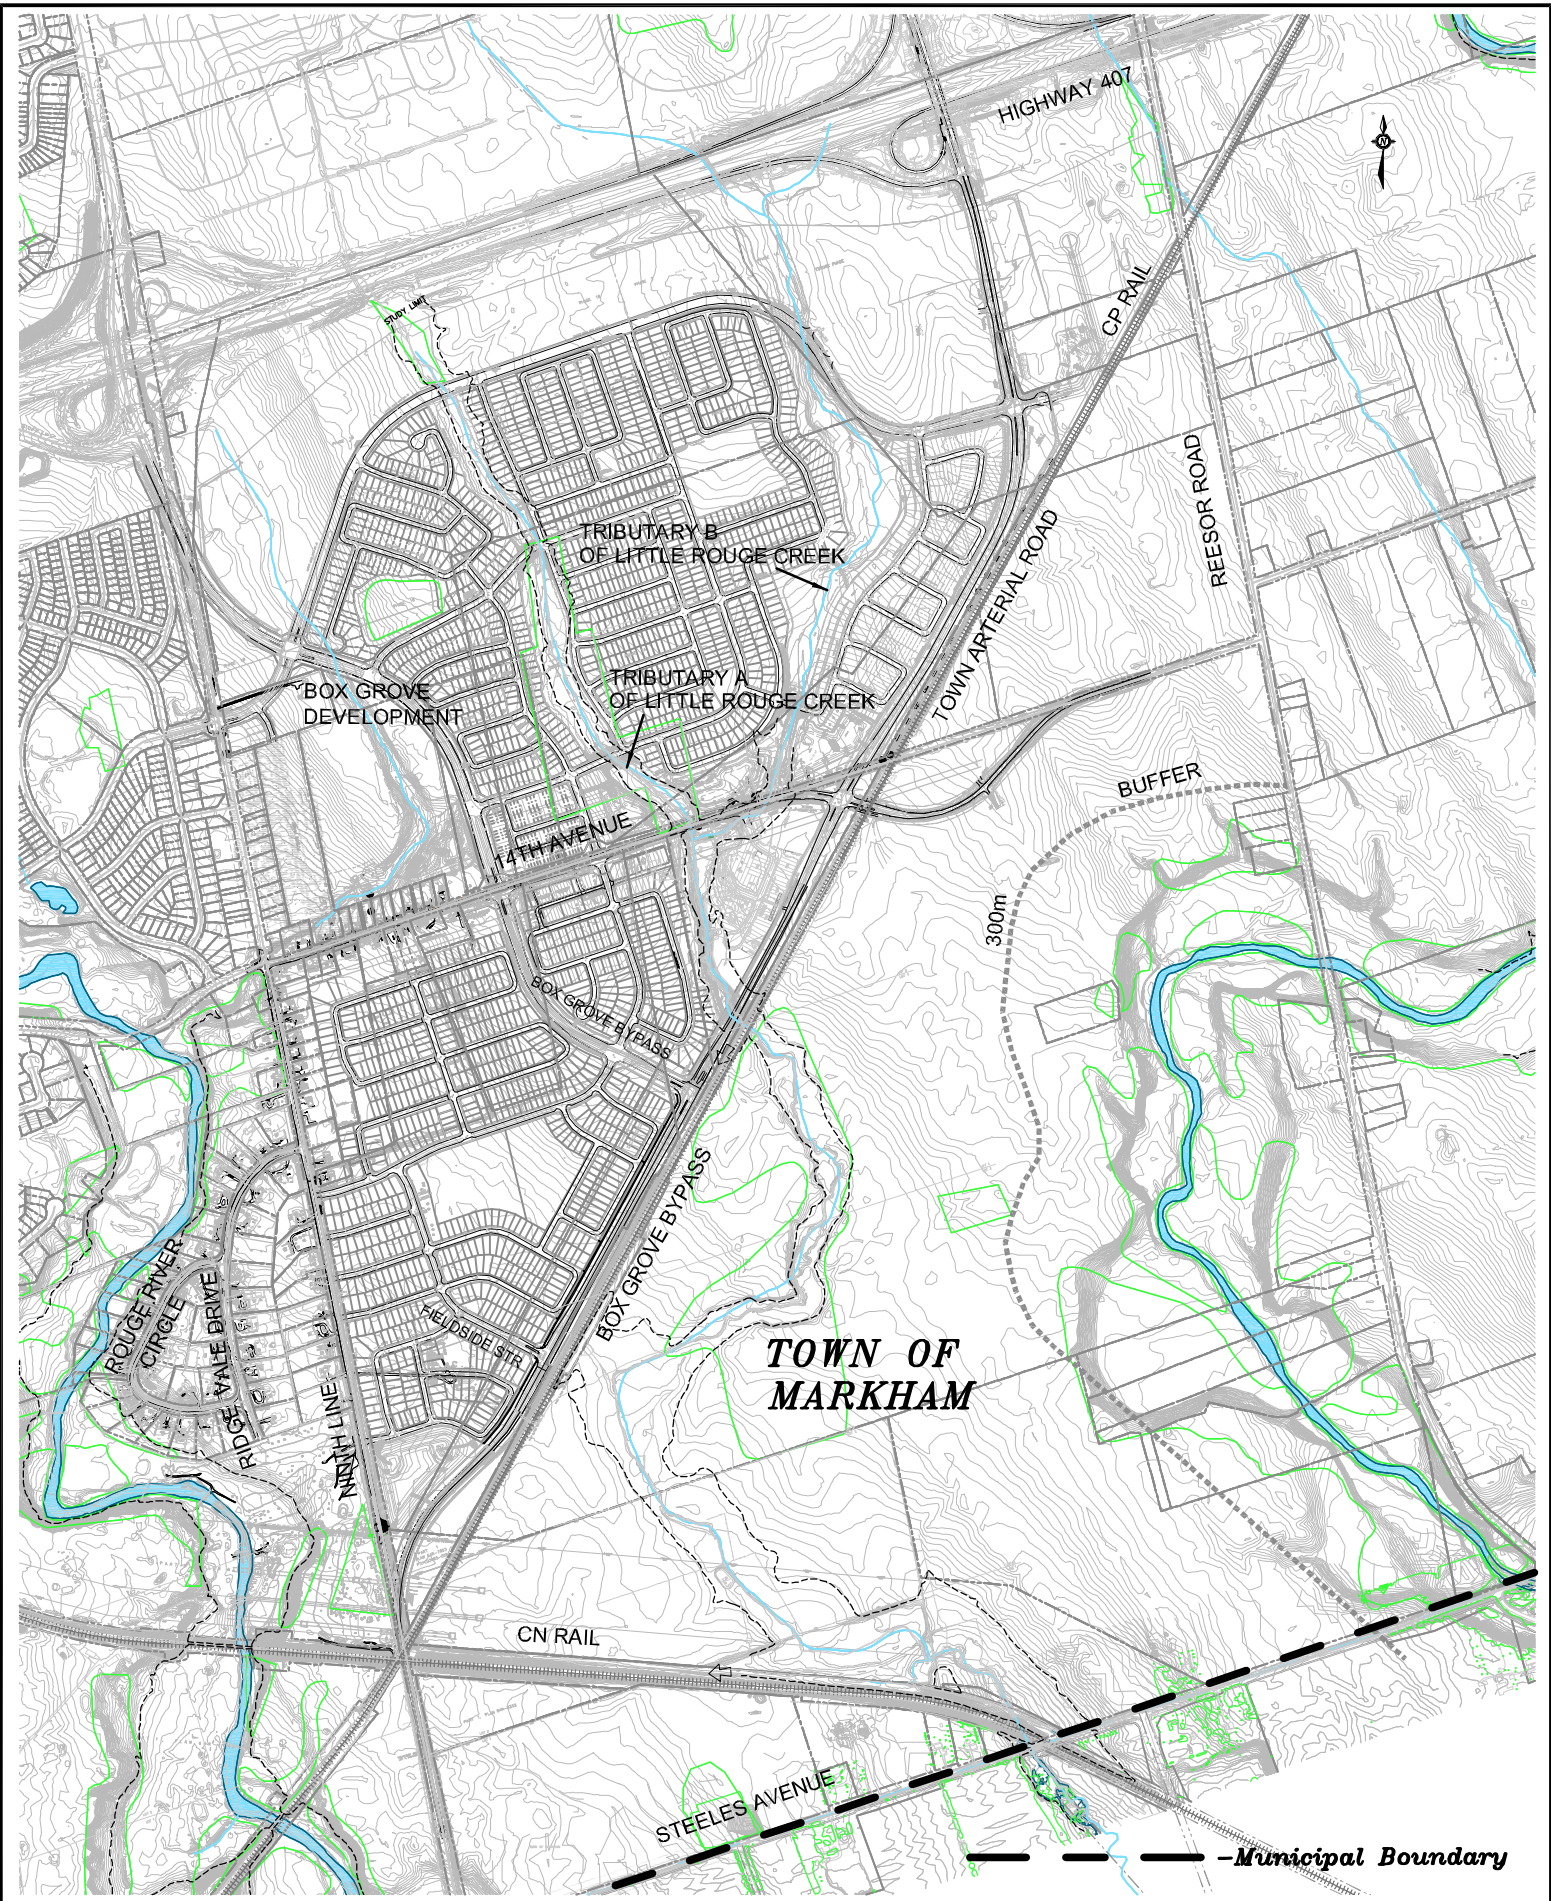 HIGHWAY 407
N
STUDY LIMIT
CP RAIL
REESOR ROAD
TRIBUTARY B
OF LITTLE ROUGE CREEK
TOWN ARTERIAL ROAD
TRIBUTARY A
OF LITTLE ROUGE CREEK
BOX GROVE
DEVELOPMENT
BUFFER
14TH AVENUE
300m
BOX GROVE BYPASS
BOX GROVE BYPASS
ROUGE RIVER
CIRCLE
RIDGE VALE DRIVE
FIELDSIDE STR
NINTH LINE
TOWN OF
MARKHAM
CN RAIL
STEELES AVENUE
-Municipal Boundary